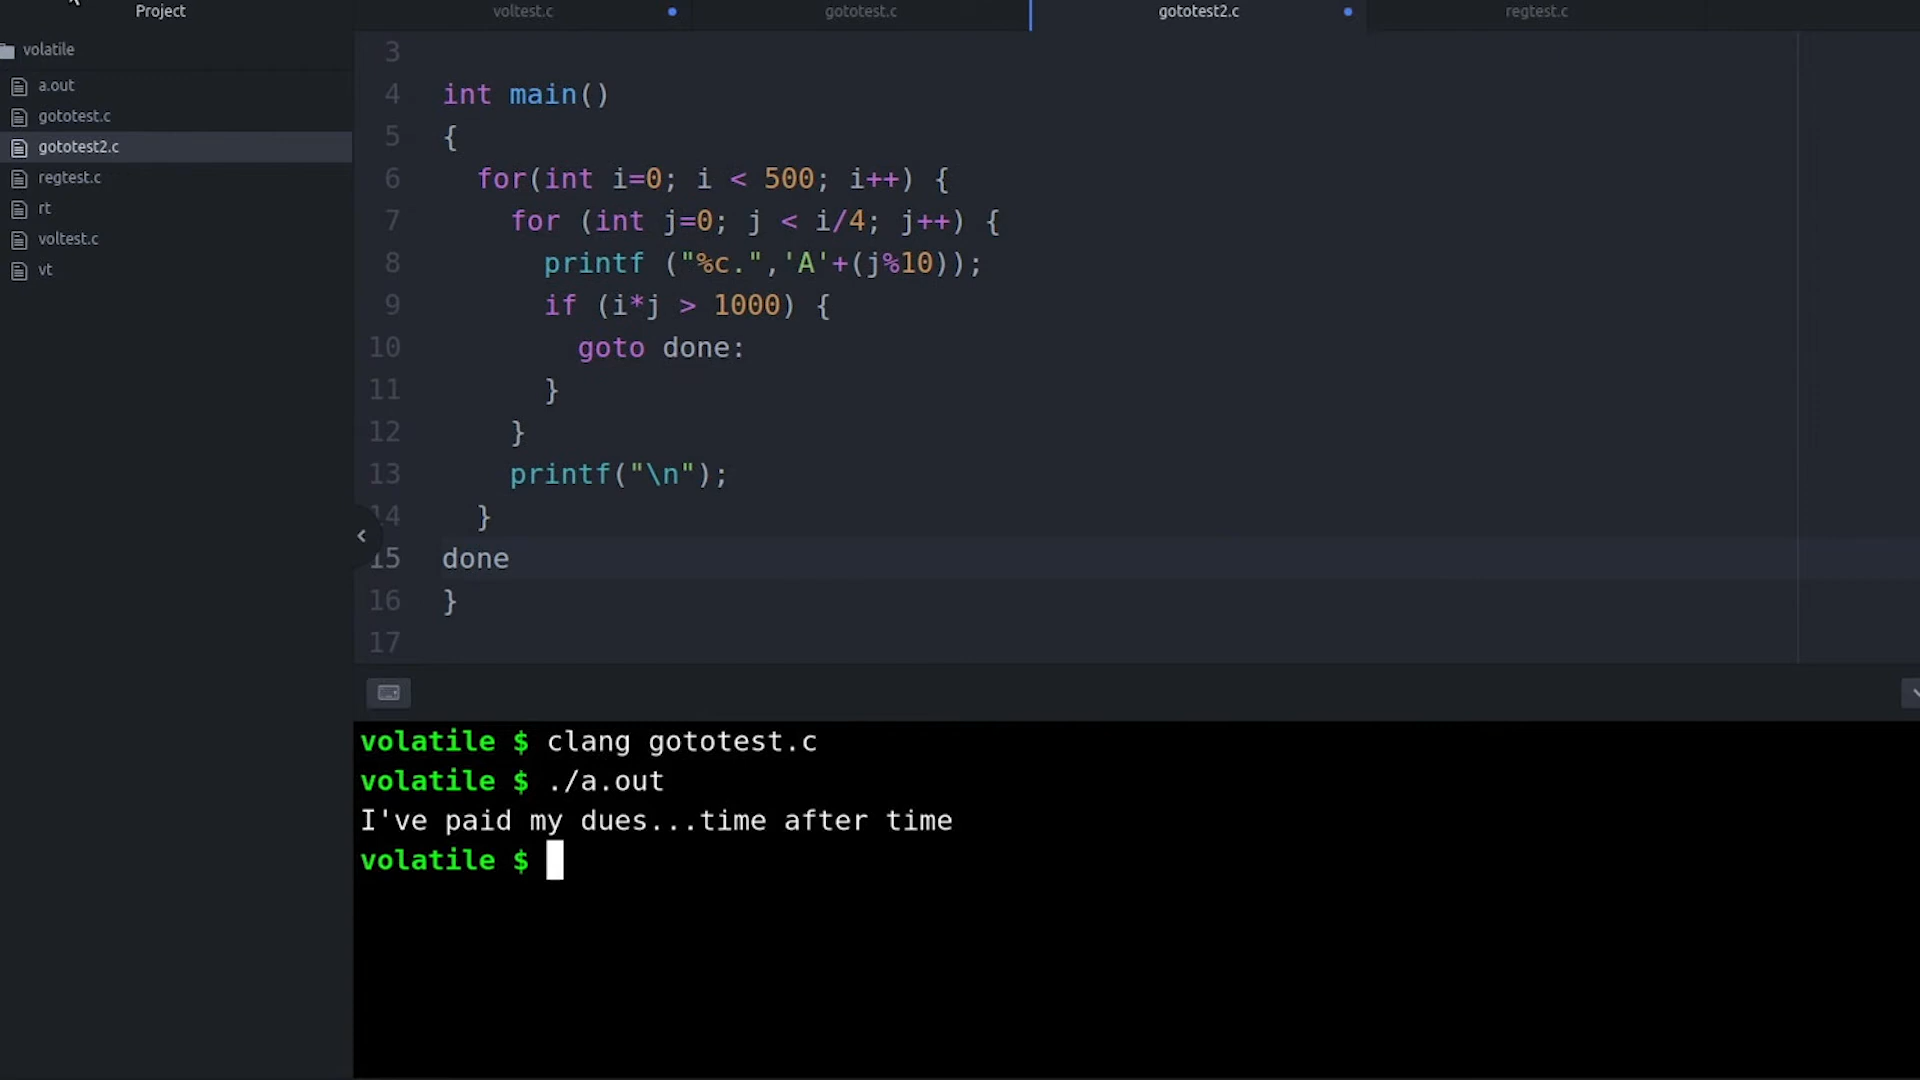 Project
volatile
a.out
gototest.c
gototest2.c
regtest.c
rt
voltest.c
vt
voltest.c gototest.c gototest2.c regtest.c
3
4 int main()
5 {
6 for(int i=0; i < 500; i++) {
7 for (int j=0; j < i/4; j++) {
8 printf ("%c.",'A'+(j%10));
9 if (i*j > 1000) {
10 goto done:
11 }
12 }
13 printf("\n");
14 }
15 done
16 }
17
volatile $ clang gototest.c
volatile $ ./a.out
I've paid my dues...time after time
volatile $